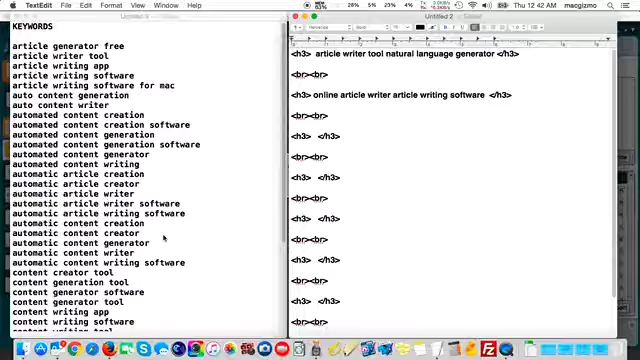 TextEdit File Edit Format View Window Help
Thu 12:42 AM macgizmo
Untitled 2
KEYWORDS
article generator free
article writer tool
article writing app
article writing software
article writing software for mac
auto content generation
auto content writer
automated content creation
automated content creation software
automated content generation
automated content generation software
automated content generator
automated content writing
automatic article creation
automatic article creator
automatic article writer
automatic article writer software
automatic article writing software
automatic content creation
automatic content creator
automatic content generator
automatic content writer
automatic content writing software
content creator tool
content generation tool
content generator software
content generator tool
content writing app
content writing software
content writing tool
<h3> article writer tool natural language generator </h3>
<br><br>
<h3> online article writer article writing software </h3>
<br><br>
<h3> </h3>
<br><br>
<h3> </h3>
<br><br>
<h3> </h3>
<br><br>
<h3> </h3>
<br><br>
<h3> </h3>
<br><br>